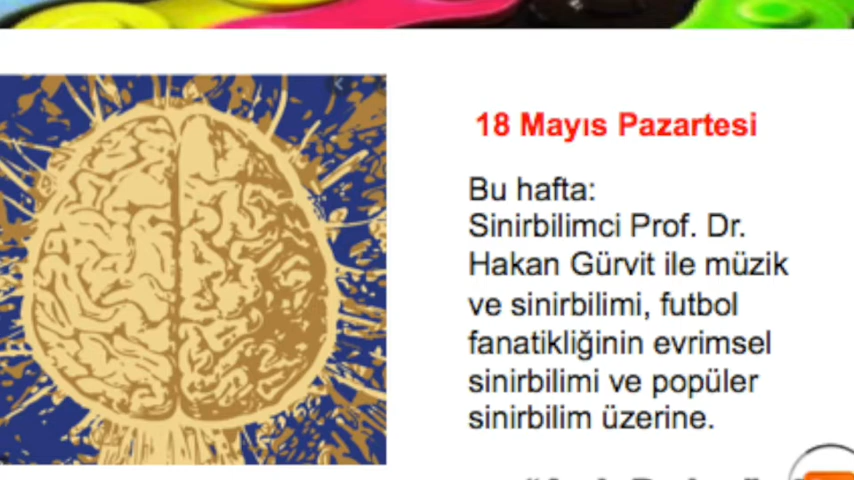 18 Mayıs Pazartesi
Bu hafta:
Sinirbilimci Prof. Dr.
Hakan Gürvit ile müzik
ve sinirbilimi, futbol
fanatikliğinin evrimsel
sinirbilimi ve popüler
sinirbilim üzerine.